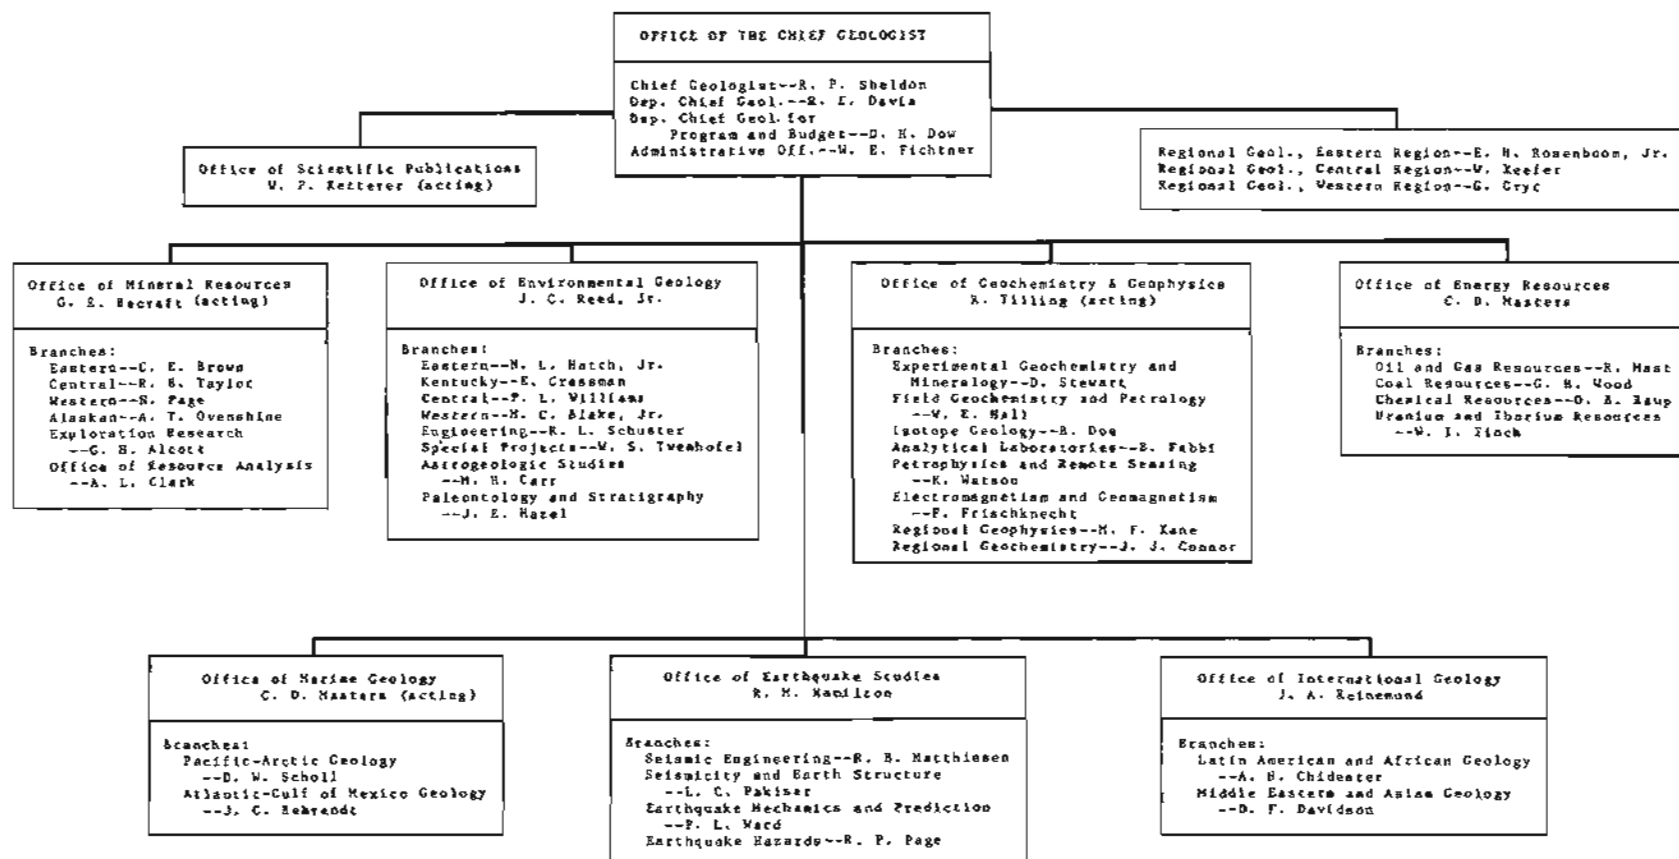 OFFICE OF THE CHIEF GEOLOGIST
Chief Geologist--R. P. Sheldon
Dep. Chief Geol.--R. E. Davis
Dep. Chief Geol. for
Program and Budget--D. H. Dow
Administrative Off.--W. E. Fichtner
Office of Scientific Publications
W. P. Ketterer (acting)
Regional Geol., Eastern Region--E. H. Roseboom, Jr.
Regional Geol., Central Region--W. Keefer
Regional Geol., Western Region--G. Gryc
Office of Mineral Resources
G. E. Becraft (acting)
Branches:
Eastern--C. E. Brown
Central--R. B. Taylor
Western--N. Page
Alaskan--A. T. Ovenshine
Exploration Research
--G. H. Alcott
Office of Resource Analysis
--A. L. Clark
Office of Environmental Geology
J. C. Reed, Jr.
Branches:
Eastern--N. L. Hatch, Jr.
Kentucky--E. Cressman
Central--P. L. Williams
Western--M. C. Blake, Jr.
Engineering--R. L. Schuster
Special Projects--W. S. Twenhofel
Astrogeologic Studies
--M. H. Carr
Paleontology and Stratigraphy
--J. E. Hazel
Office of Geochemistry & Geophysics
R. Tilling (acting)
Branches:
Experimental Geochemistry and
Mineralogy--D. Stewart
Field Geochemistry and Petrology
--W. E. Hall
Isotope Geology--B. Doe
Analytical Laboratories--B. Fabbi
Petrophysics and Remote Sensing
--K. Watson
Electromagnetism and Geomagnetism
--F. Frischknecht
Regional Geophysics--M. F. Kane
Regional Geochemistry--J. J. Connor
Office of Energy Resources
C. D. Masters
Branches:
Oil and Gas Resources--R. Mast
Coal Resources--G. H. Wood
Chemical Resources--O. B. Raup
Uranium and Thorium Resources
--W. I. Finch
Office of Marine Geology
C. D. Masters (acting)
Branches:
Pacific-Arctic Geology
--D. W. Scholl
Atlantic-Gulf of Mexico Geology
--J. C. Behrendt
Office of Earthquake Studies
R. M. Hamilton
Branches:
Seismic Engineering--R. B. Matthiesen
Seismicity and Earth Structure
--L. C. Pakiser
Earthquake Mechanics and Prediction
--P. L. Ward
Earthquake Hazards--R. P. Page
Office of International Geology
J. A. Reinemund
Branches:
Latin American and African Geology
--A. H. Chidester
Middle Eastern and Asian Geology
--D. F. Davidson